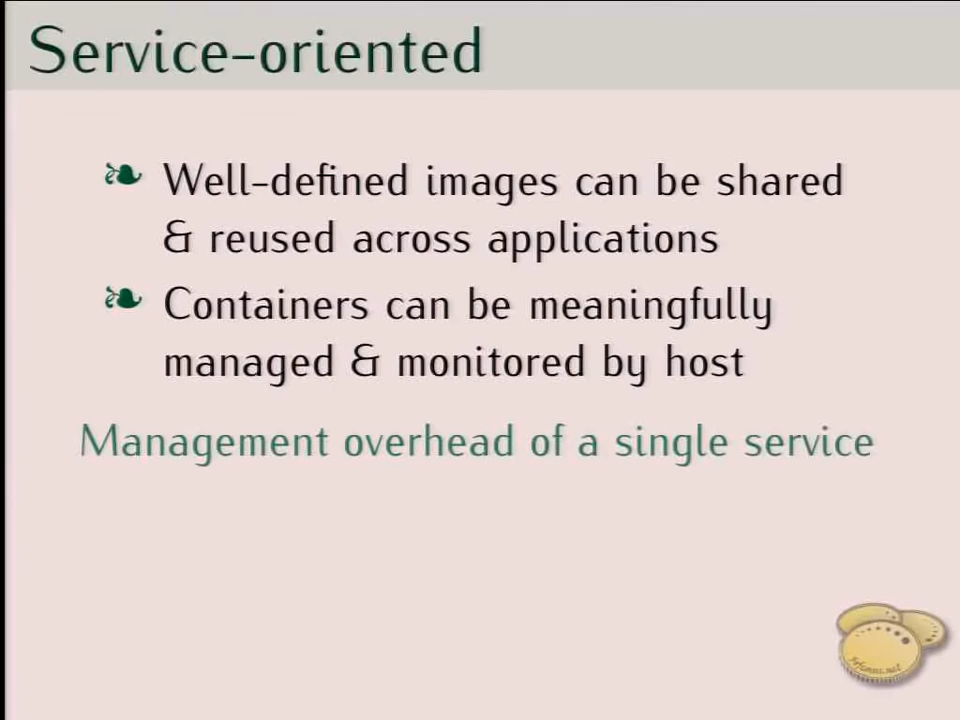 Service-oriented
Well-defined images can be shared
& reused across applications
Containers can be meaningfully
managed & monitored by host
Management overhead of a single service